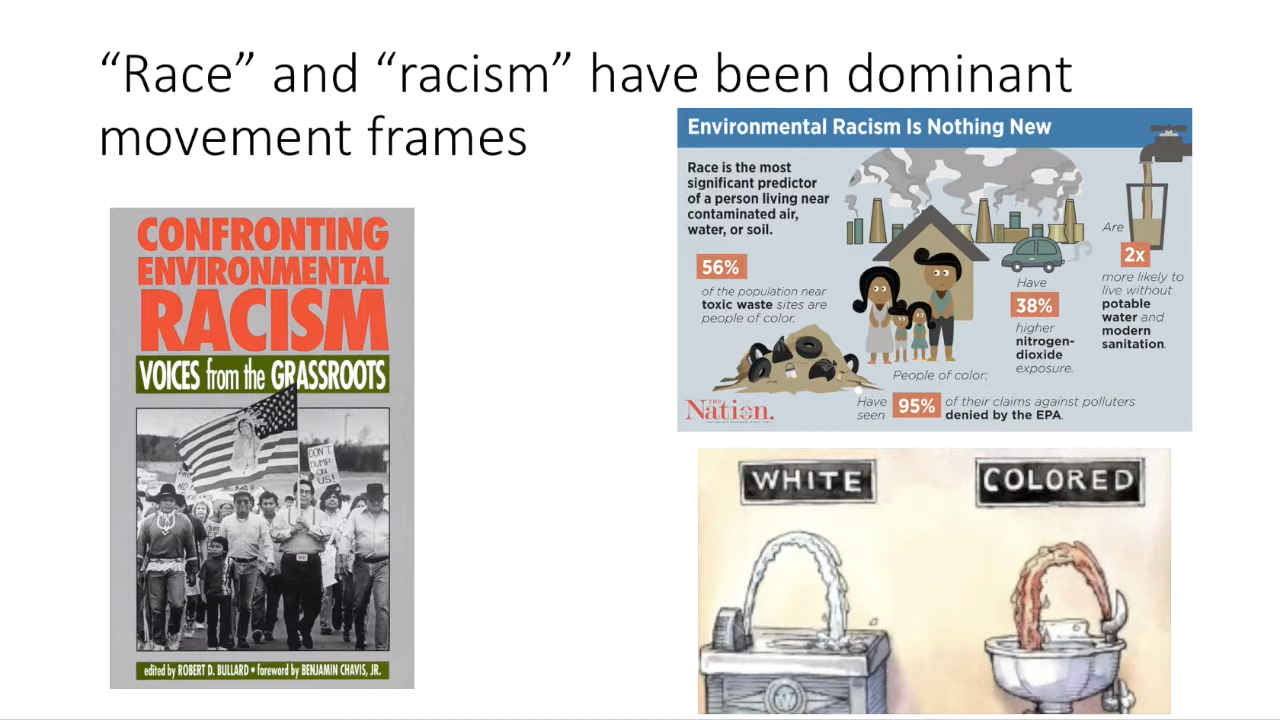 “Race” and “racism” have been dominant
movement frames
CONFRONTING
ENVIRONMENTAL
RACISM
VOICES from the GRASSROOTS
DON'T
DUMP
ON
US!
edited by ROBERT D. BULLARD • foreword by BENJAMIN CHAVIS, JR.
Environmental Racism Is Nothing New
Race is the most
significant predictor
of a person living near
contaminated air,
water, or soil.
56%
of the population near
toxic waste sites are
people of color.
Have
38%
higher
nitrogen-
dioxide
exposure.
Are
2x
more likely to
live without
potable
water and
modern
sanitation.
People of color:
Have
seen
95%
of their claims against polluters
denied by the EPA.
THE
Nation.
WHITE
COLORED